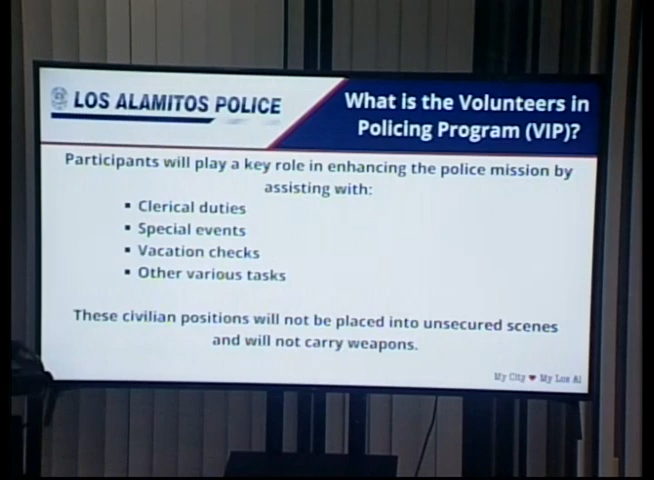 LOS ALAMITOS POLICE
What is the Volunteers in
Policing Program (VIP)?
Participants will play a key role in enhancing the police mission by
assisting with:
▪ Clerical duties
▪ Special events
▪ Vacation checks
▪ Other various tasks
These civilian positions will not be placed into unsecured scenes
and will not carry weapons.
My City ♥ My Los Al